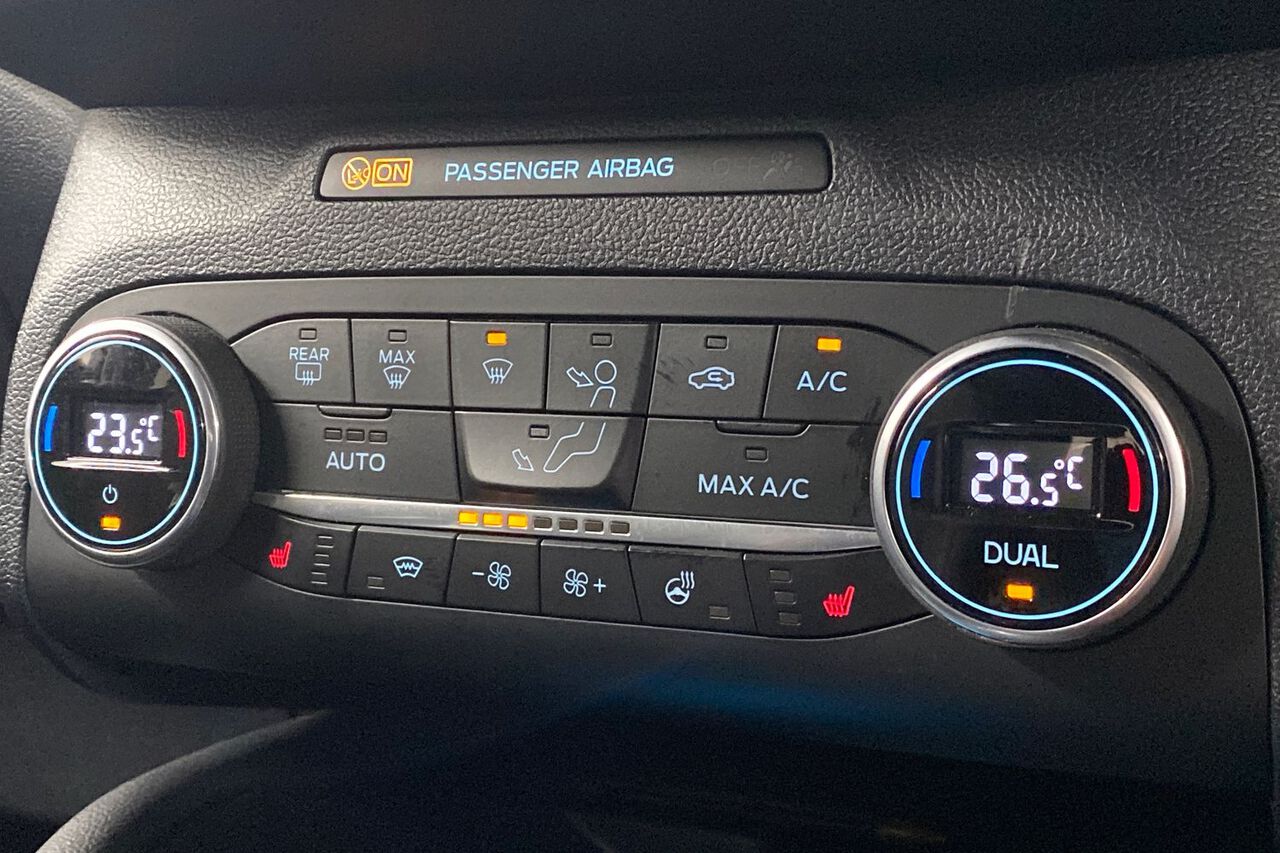 ON PASSENGER AIRBAG
REAR
MAX
A/C
23.5°C
AUTO
MAX A/C
26.5°C
DUAL
- +